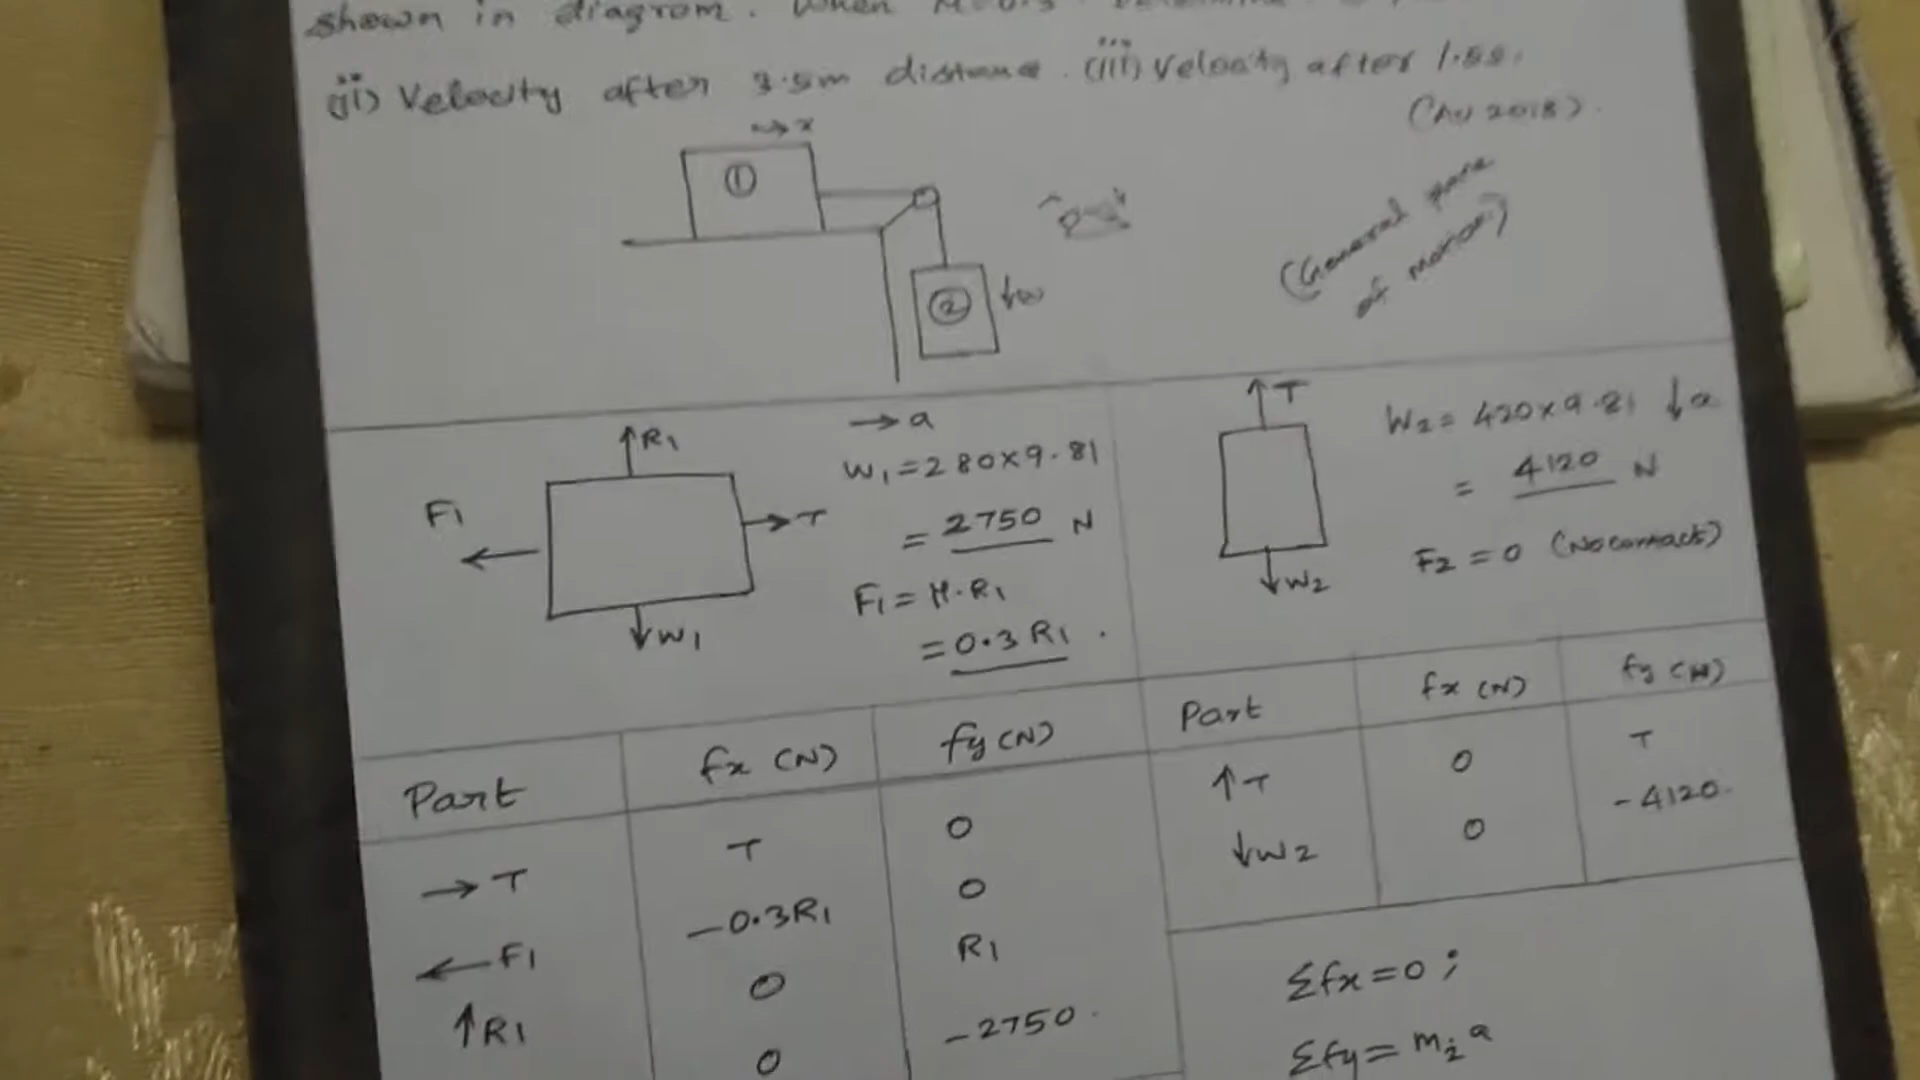 shown in diagram. When
(ii) Velocity after 3.5m distance. (iii) Velocity after 1.5s.
(AU 2018).
→ x
①
(General plane
of motion)
②
↓
↑R1
→ a
F1
→T
W1 = 280×9.81
= 2750 N
F1 = μ.R1
= 0.3 R1.
↓W1
↑T
W2 = 420×9.81 ↓a
= 4120 N
F2 = 0 (No contact)
↓W2
Part fx (N) fy (N)
→ T T 0
← F1 -0.3R1 0
↑R1 0 R1
0 -2750.
Part fx (N) fy (N)
↑T 0 T
↓W2 0 -4120.
Σfx = 0 ;
Σfy = m2a